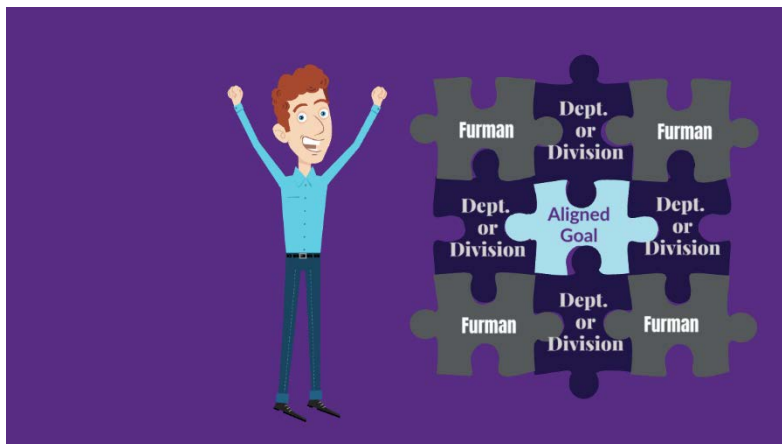 Furman
Dept.
or
Division
Furman
Dept.
or
Division
Aligned
Goal
Dept.
or
Division
Furman
Dept.
or
Division
Furman